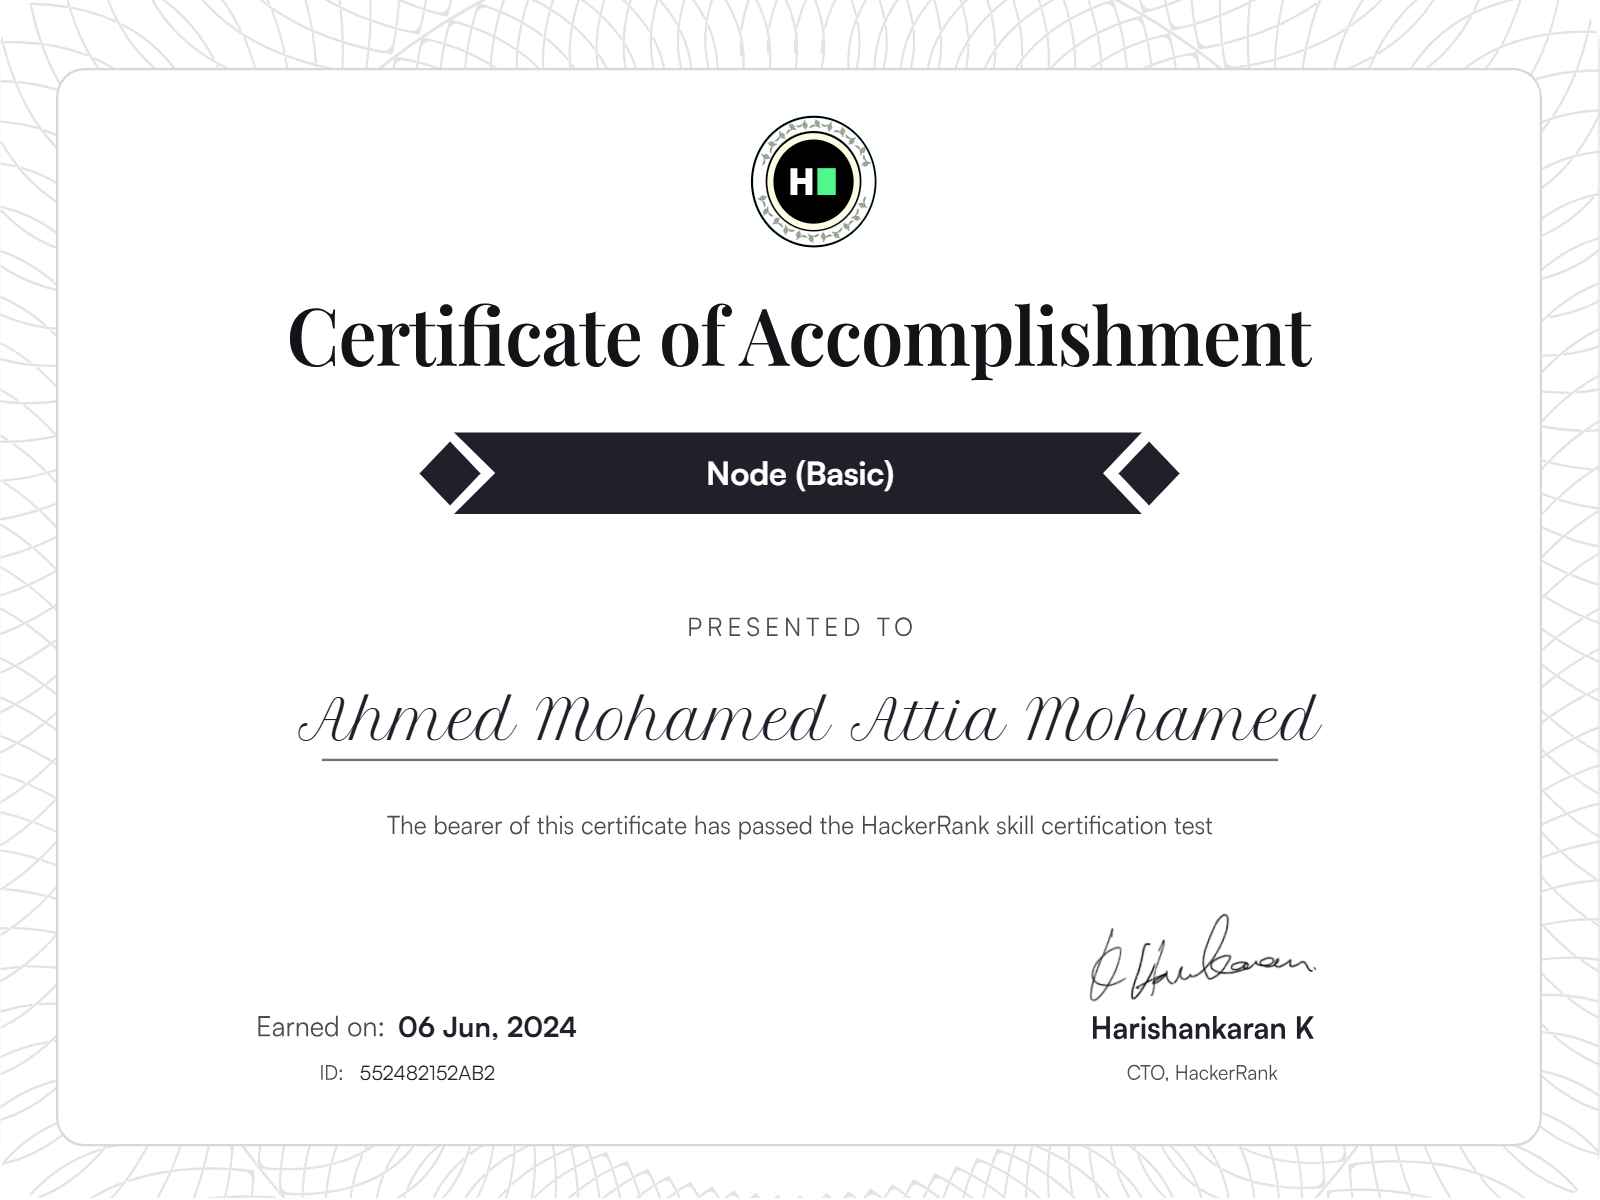 H
Certificate of Accomplishment
Node (Basic)
PRESENTED TO
Ahmed Mohamed Attia Mohamed
The bearer of this certificate has passed the HackerRank skill certification test
Earned on: 06 Jun, 2024
ID: 552482152AB2
Harishankaran K
CTO, HackerRank